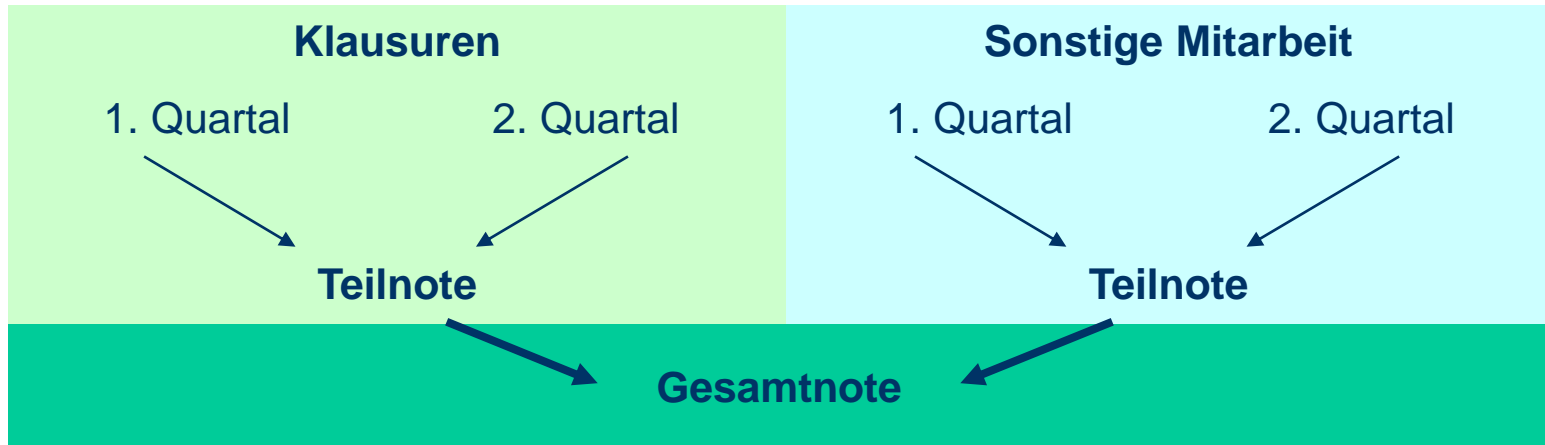 Klausuren
1. Quartal 2. Quartal
Teilnote
Sonstige Mitarbeit
1. Quartal 2. Quartal
Teilnote
Gesamtnote